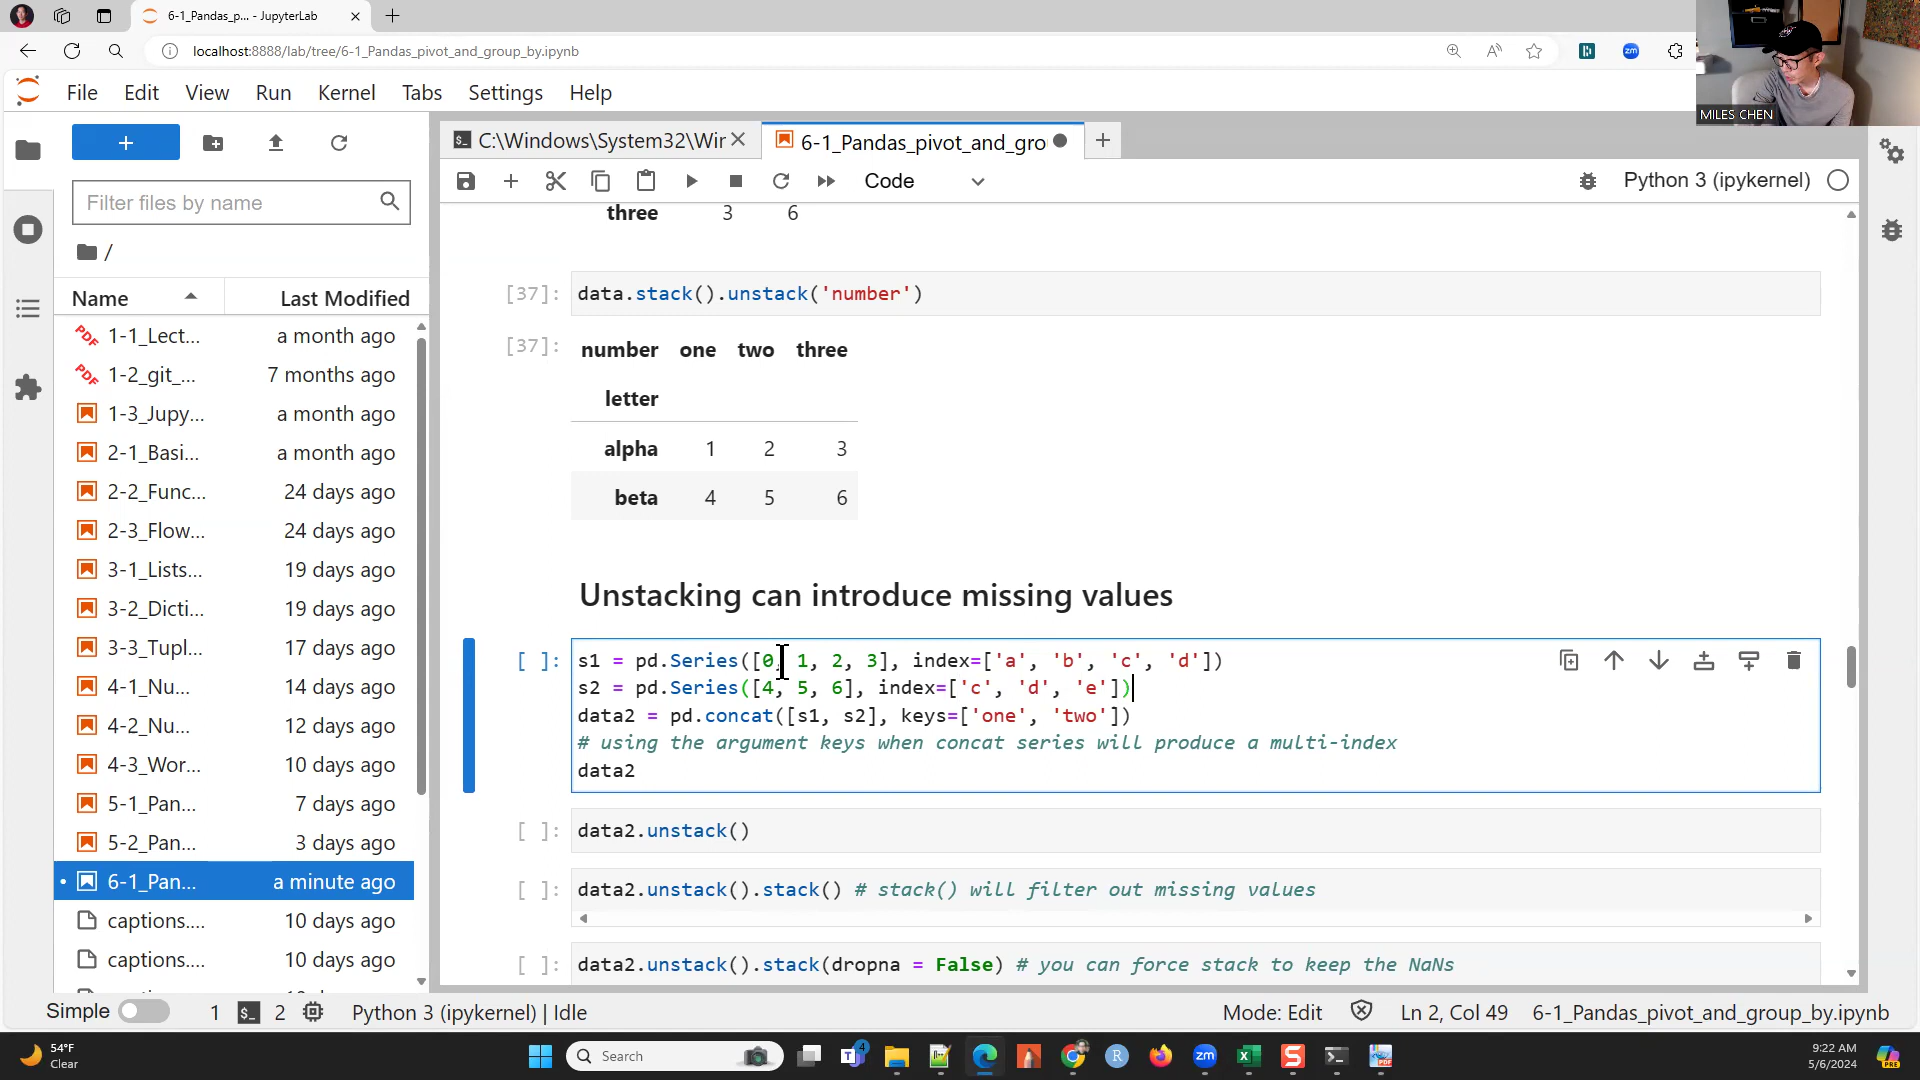 6-1_Pandas_p... - JupyterLab
localhost:8888/lab/tree/6-1_Pandas_pivot_and_group_by.ipynb
MILES CHEN
File Edit View Run Kernel Tabs Settings Help
C:\Windows\System32\Wir
6-1_Pandas_pivot_and_gro
Code
Python 3 (ipykernel)
Filter files by name
/
Name Last Modified
1-1_Lect... a month ago
1-2_git_... 7 months ago
1-3_Jupy... a month ago
2-1_Basi... a month ago
2-2_Func... 24 days ago
2-3_Flow... 24 days ago
3-1_Lists... 19 days ago
3-2_Dicti... 19 days ago
3-3_Tupl... 17 days ago
4-1_Nu... 14 days ago
4-2_Nu... 12 days ago
4-3_Wor... 10 days ago
5-1_Pan... 7 days ago
5-2_Pan... 3 days ago
6-1_Pan... a minute ago
captions.... 10 days ago
captions.... 10 days ago
three 3 6
[37]: data.stack().unstack('number')
[37]: number one two three
letter
alpha 1 2 3
beta 4 5 6
Unstacking can introduce missing values
[ ]: s1 = pd.Series([0, 1, 2, 3], index=['a', 'b', 'c', 'd'])
s2 = pd.Series([4, 5, 6], index=['c', 'd', 'e'])
data2 = pd.concat([s1, s2], keys=['one', 'two'])
# using the argument keys when concat series will produce a multi-index
data2
[ ]: data2.unstack()
[ ]: data2.unstack().stack() # stack() will filter out missing values
[ ]: data2.unstack().stack(dropna = False) # you can force stack to keep the NaNs
Simple 1 2 Python 3 (ipykernel) | Idle Mode: Edit Ln 2, Col 49 6-1_Pandas_pivot_and_group_by.ipynb
54°F
Clear
Search
9:22 AM
5/6/2024